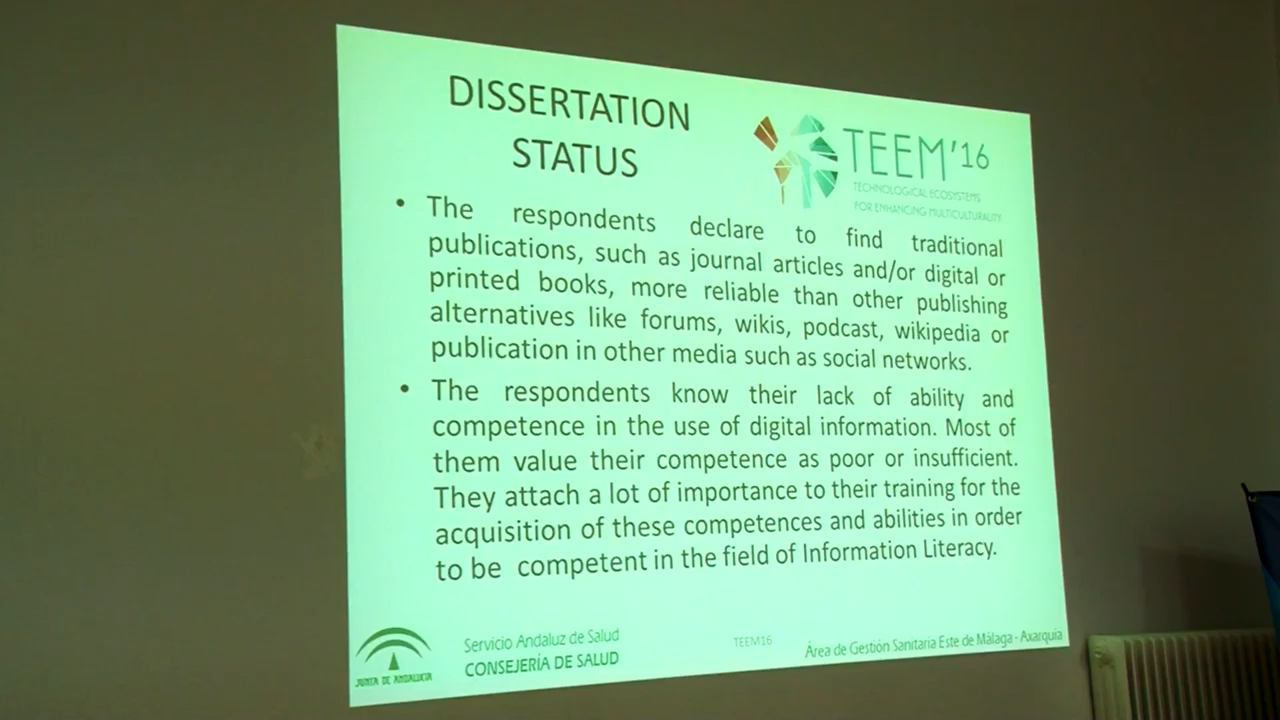 DISSERTATION
STATUS
TEEM'16
TECHNOLOGICAL ECOSYSTEMS
FOR ENHANCING MULTICULTURALITY
• The respondents declare to find traditional
publications, such as journal articles and/or digital or
printed books, more reliable than other publishing
alternatives like forums, wikis, podcast, wikipedia or
publication in other media such as social networks.
• The respondents know their lack of ability and
competence in the use of digital information. Most of
them value their competence as poor or insufficient.
They attach a lot of importance to their training for the
acquisition of these competences and abilities in order
to be competent in the field of Information Literacy.
JUNTA DE ANDALUCIA
Servicio Andaluz de Salud
CONSEJERÍA DE SALUD
TEEM16
Área de Gestión Sanitaria Este de Málaga - Axarquía